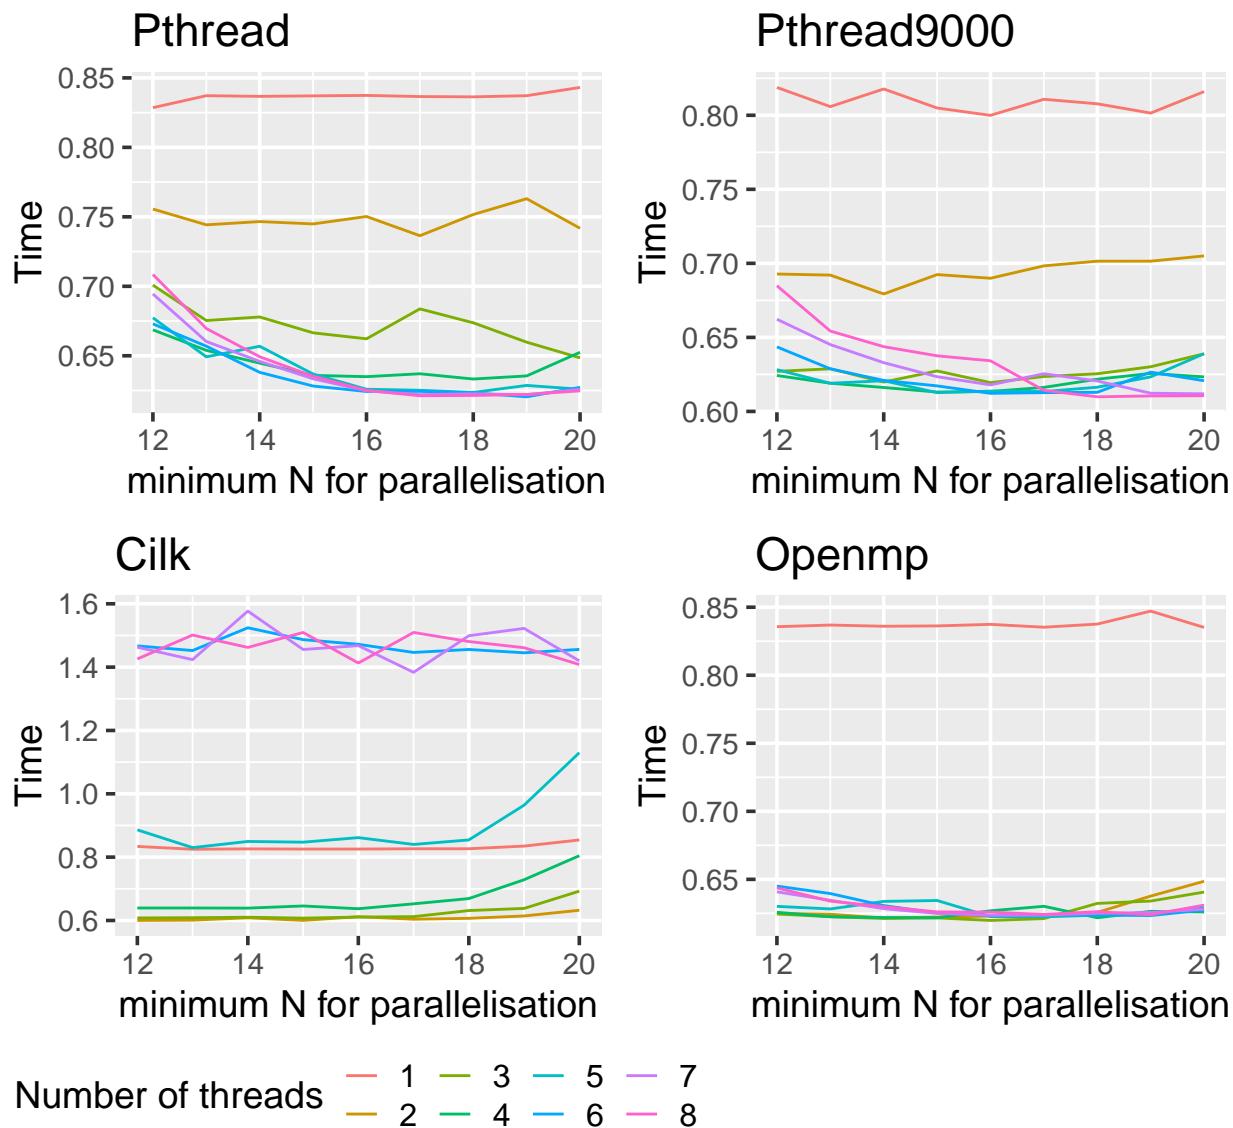 Pthread
0.85
0.80
0.75
0.70
0.65
Time
12 14 16 18 20
minimum N for parallelisation
Pthread9000
0.80
0.75
0.70
0.65
0.60
Time
12 14 16 18 20
minimum N for parallelisation
Cilk
1.6
1.4
1.2
1.0
0.8
0.6
Time
12 14 16 18 20
minimum N for parallelisation
Openmp
0.85
0.80
0.75
0.70
0.65
Time
12 14 16 18 20
minimum N for parallelisation
Number of threads
1 3 5 7
2 4 6 8